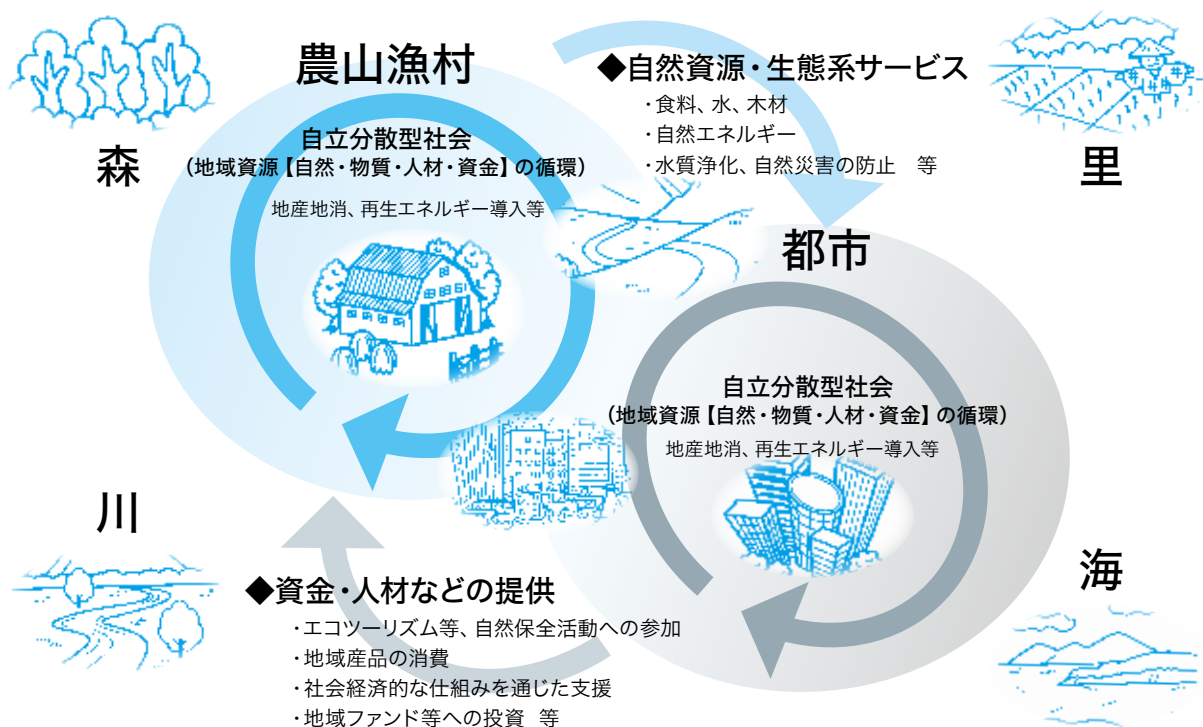 農山漁村
◆自然資源・生態系サービス
・食料、水、木材
・自然エネルギー
・水質浄化、自然災害の防止　等
森
里
自立分散型社会
（地域資源【自然・物質・人材・資金】の循環）
地産地消、再生エネルギー導入等
都市
自立分散型社会
（地域資源【自然・物質・人材・資金】の循環）
地産地消、再生エネルギー導入等
川
海
◆資金・人材などの提供
・エコツーリズム等、自然保全活動への参加
・地域産品の消費
・社会経済的な仕組みを通じた支援
・地域ファンド等への投資　等